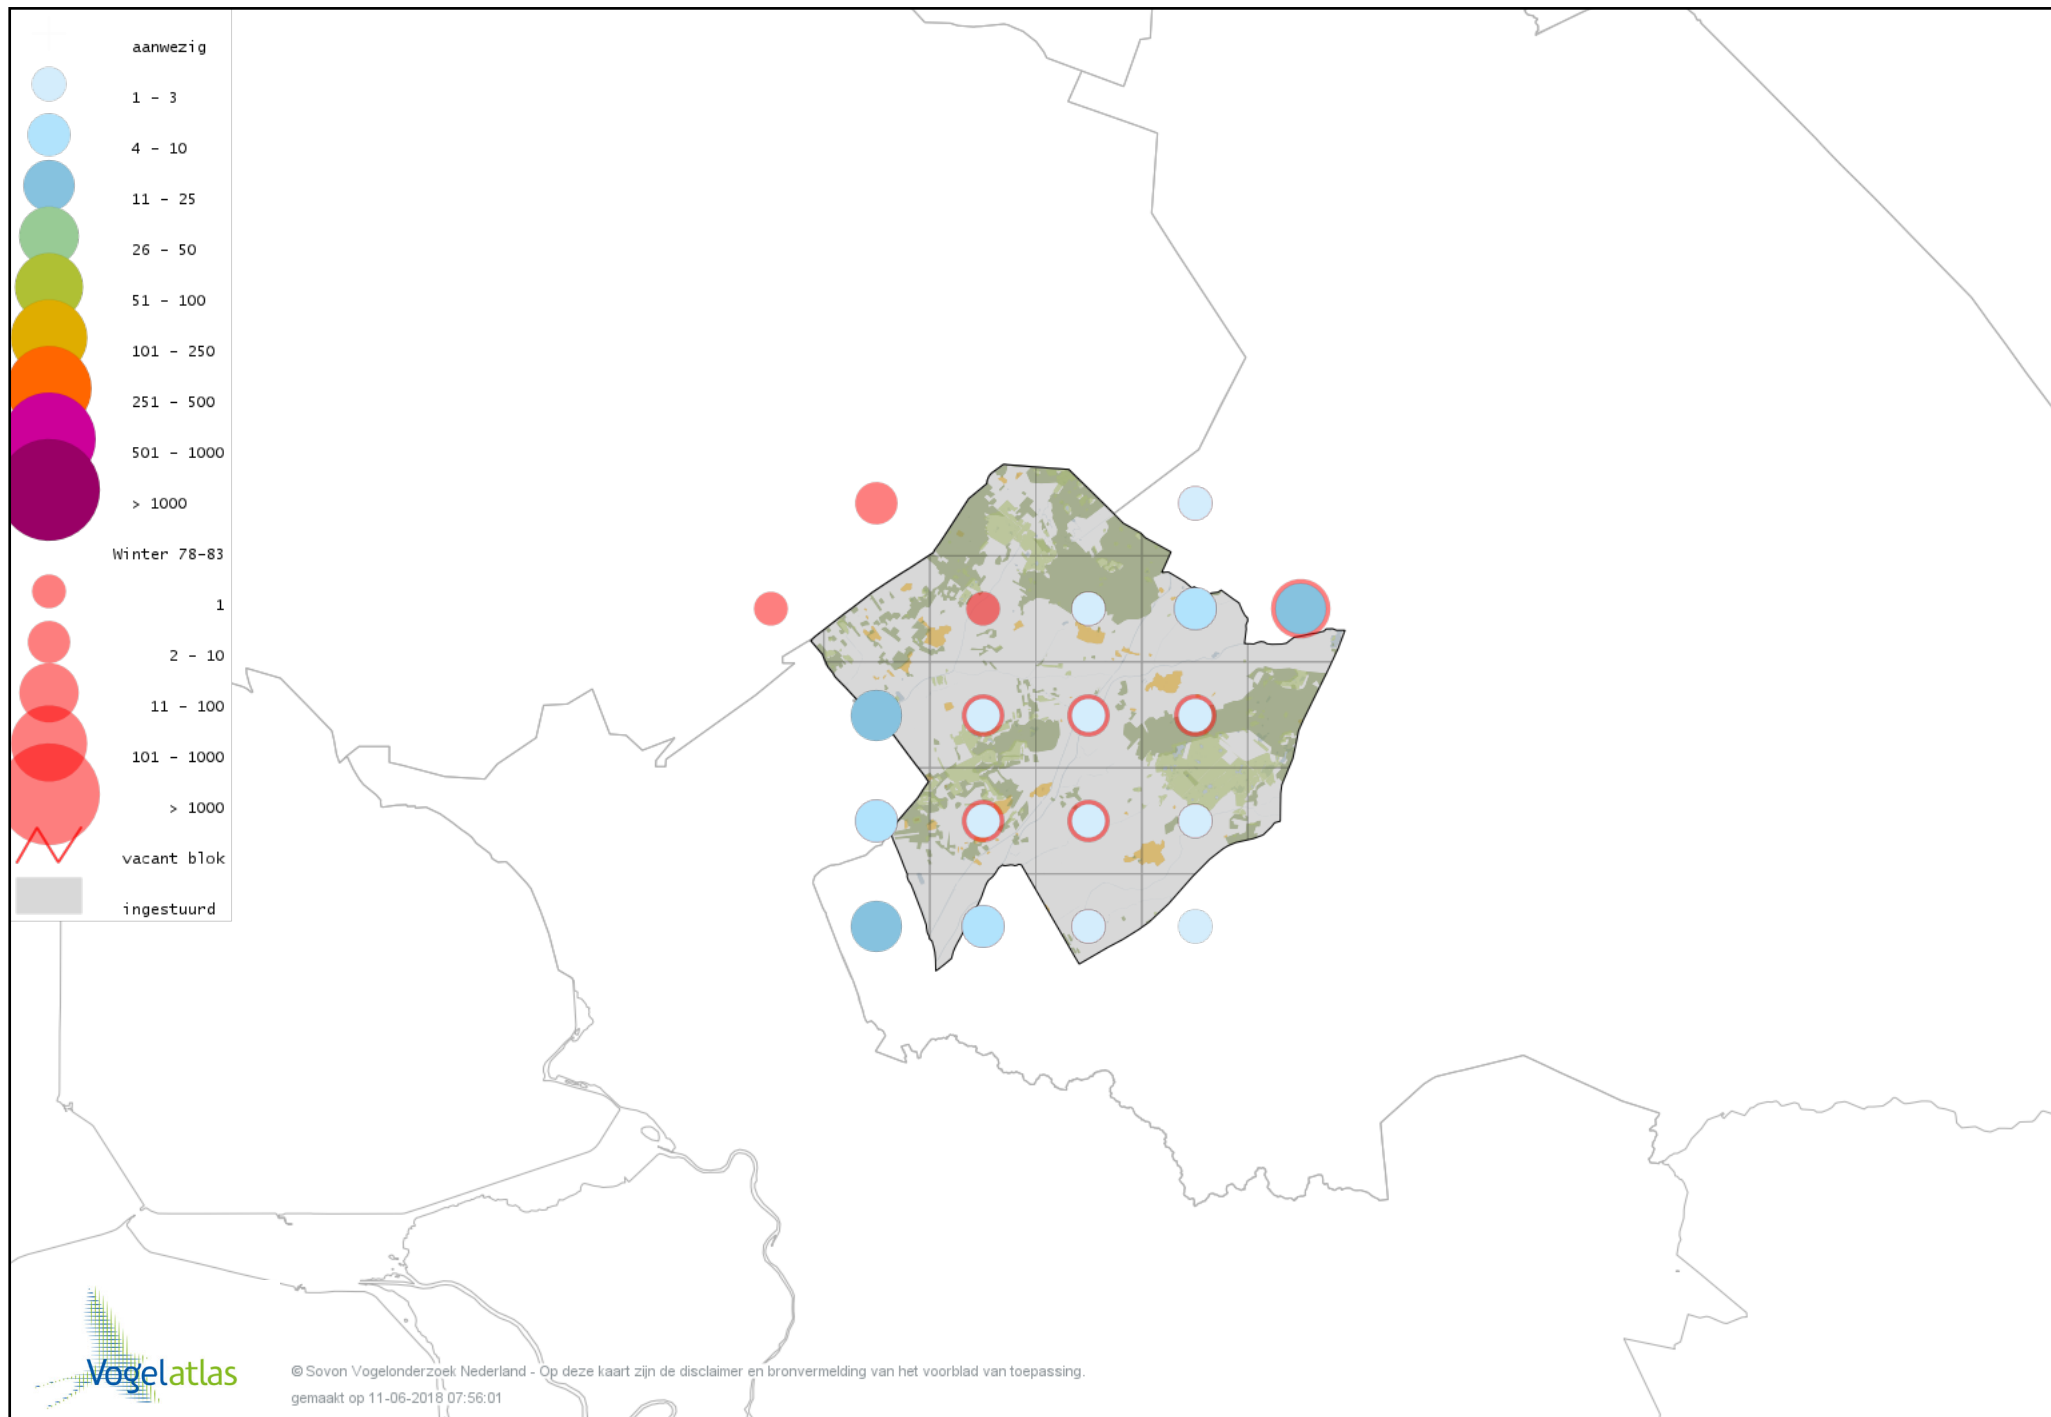 aanwezig
1 - 3
4 - 10
11 - 25
26 - 50
51 - 100
101 - 250
251 - 500
501 - 1000
> 1000
Winter 78-83
1
2 - 10
11 - 100
101 - 1000
> 1000
vacant blok
ingestuurd
Vogelatlas
© Sovon Vogelonderzoek Nederland - Op deze kaart zijn de disclaimer en bronvermelding van het voorblad van toepassing.
gemaakt op 11-06-2018 07:56:01